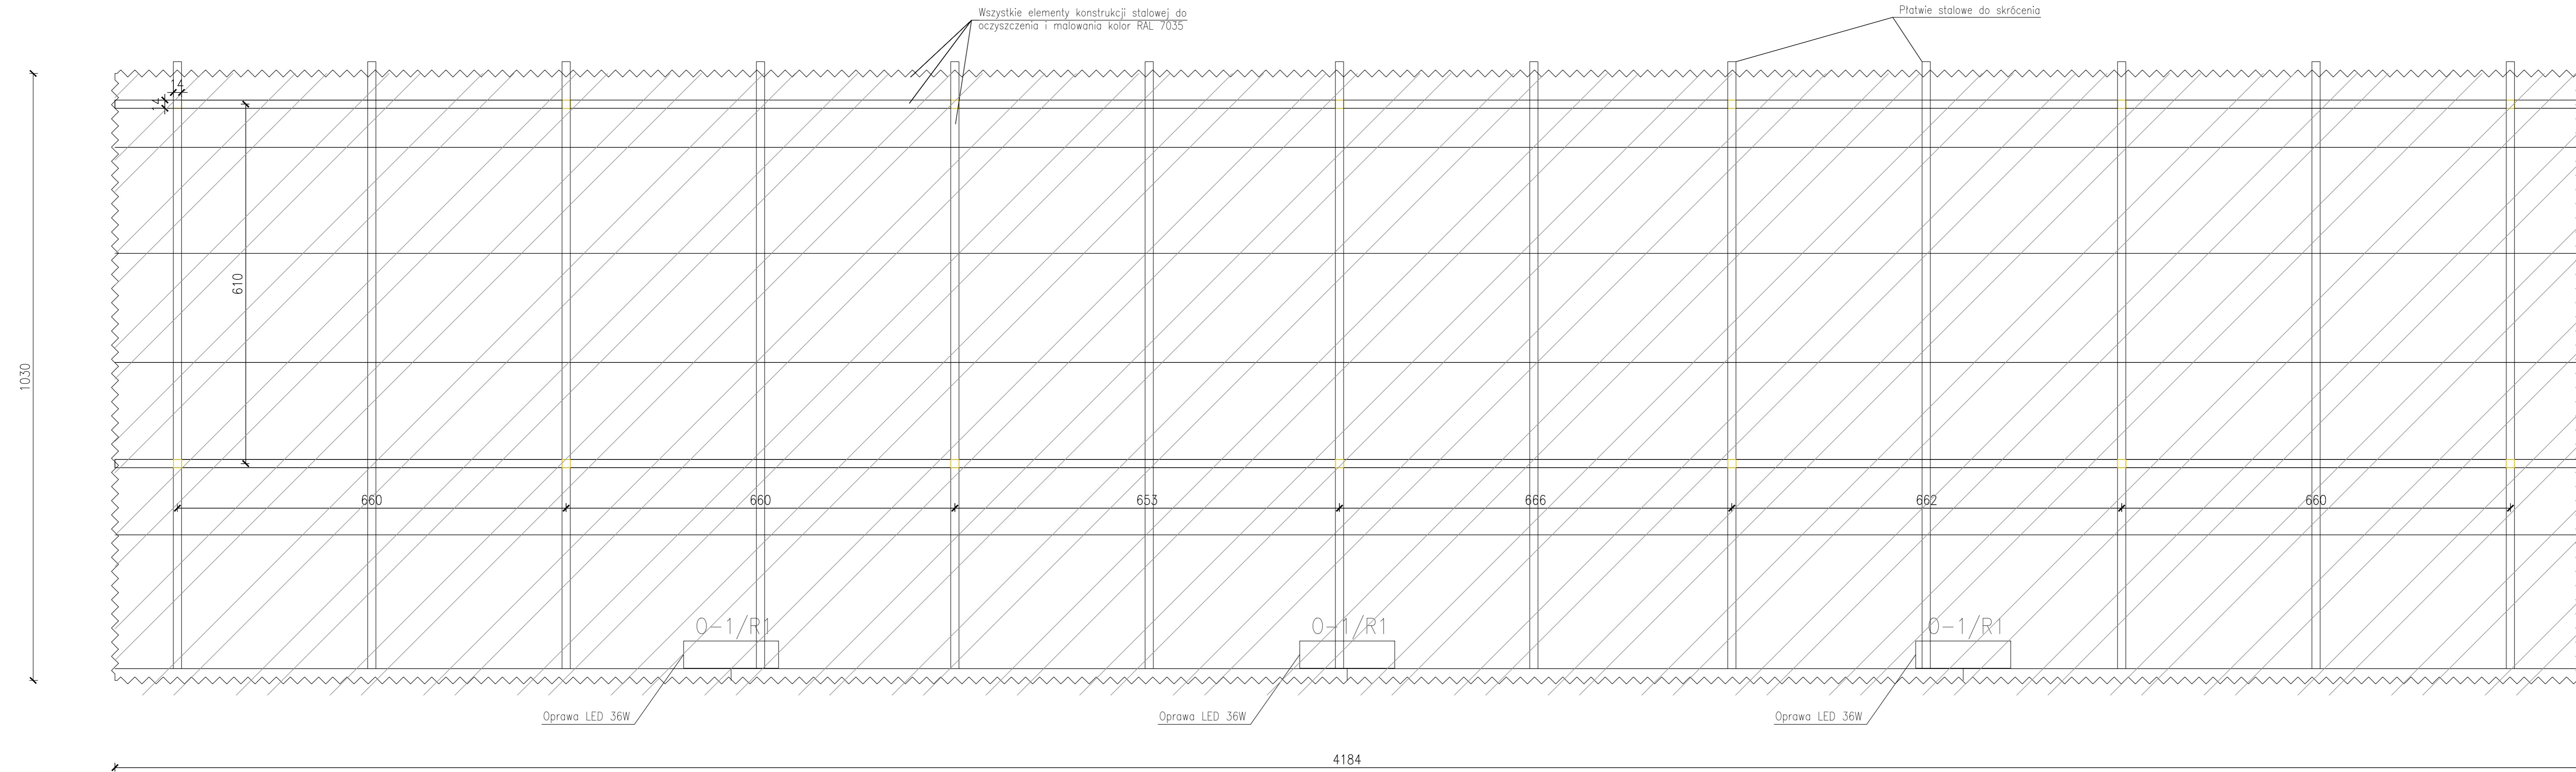 Wszystkie elementy konstrukcji stalowej do
oczyszczenia i malowania kolor RAL 7035
Płatwie stalowe do skrócenia
14
14
610
1030
660
660
653
666
662
660
O-1/R1
O-1/R1
O-1/R1
Oprawa LED 36W
Oprawa LED 36W
Oprawa LED 36W
4184